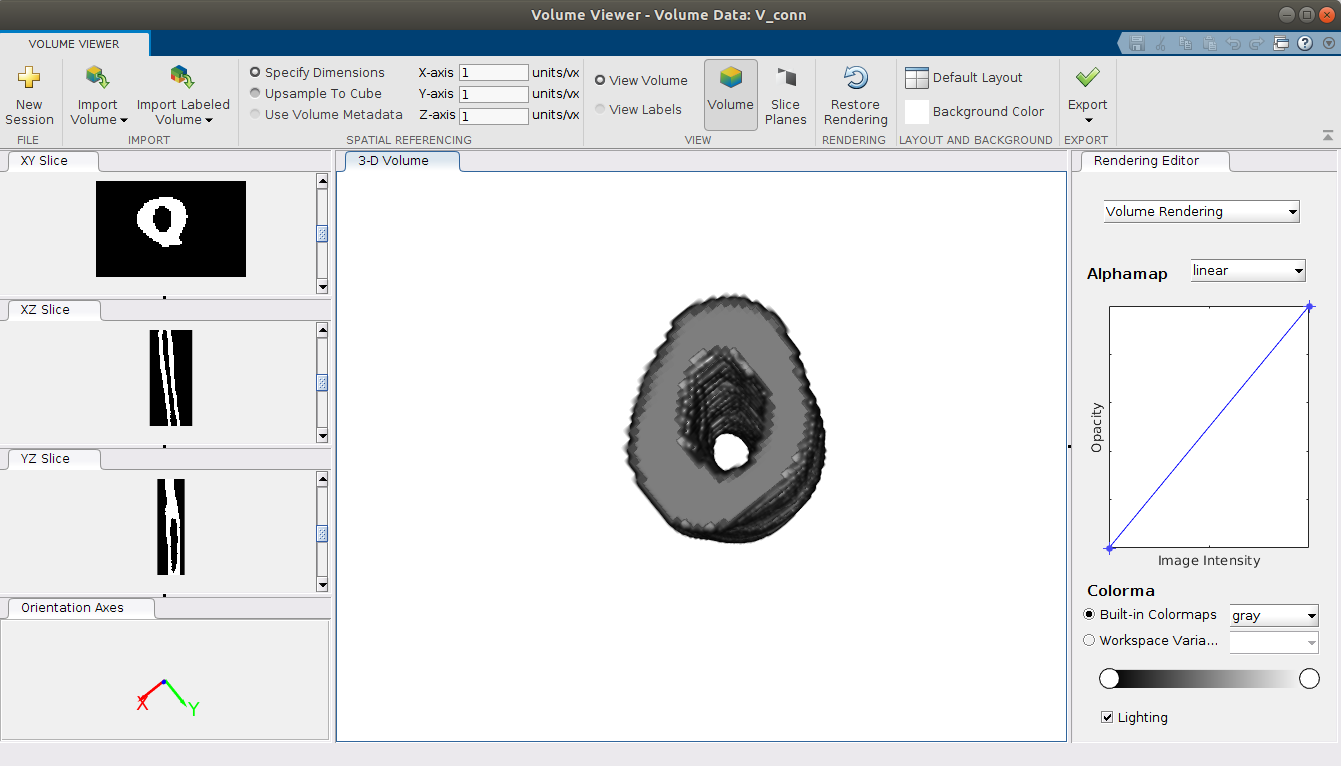 Volume Viewer - Volume Data: V_conn
VOLUME VIEWER
New Session
Import Volume
Import Labeled Volume
Specify Dimensions
Upsample To Cube
Use Volume Metadata
X-axis 1 units/vx
Y-axis 1 units/vx
Z-axis 1 units/vx
View Volume
View Labels
Volume
Slice Planes
Restore Rendering
Default Layout
Background Color
Export
FILE
IMPORT
SPATIAL REFERENCING
VIEW
RENDERING
LAYOUT AND BACKGROUND
EXPORT
XY Slice
XZ Slice
YZ Slice
Orientation Axes
X
Y
3-D Volume
Rendering Editor
Volume Rendering
Alphamap linear
Opacity
Image Intensity
Colorma
Built-in Colormaps gray
Workspace Varia...
Lighting